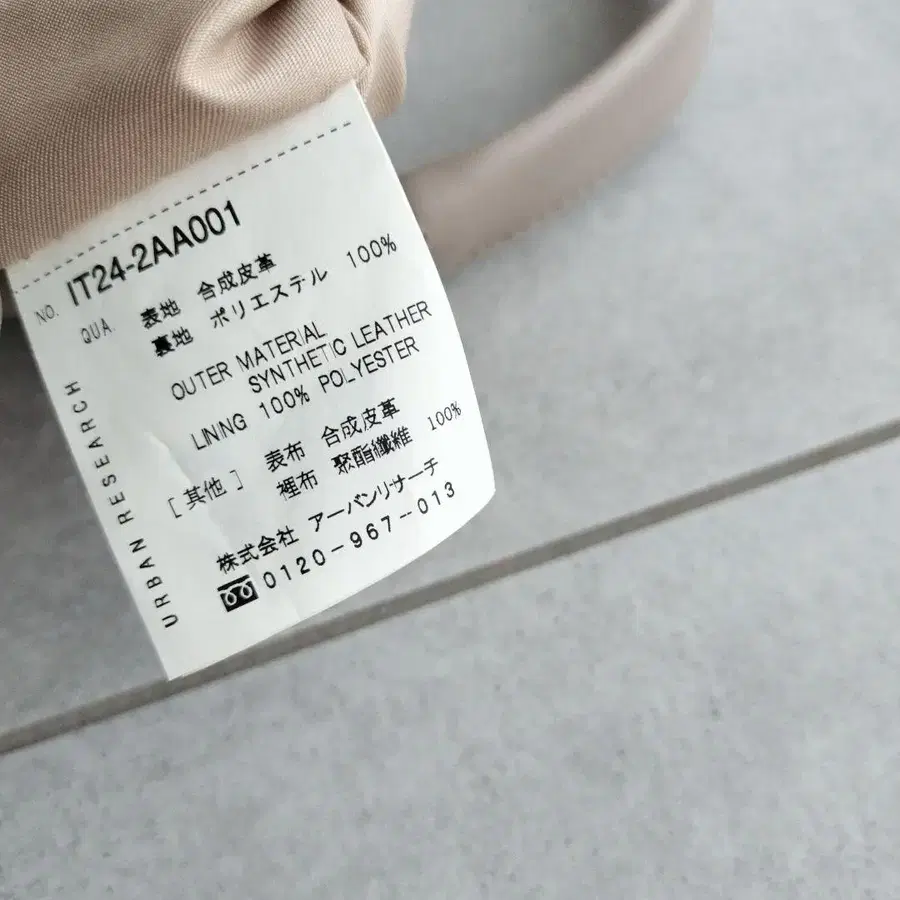 NO. IT24-2AA001
QUA. 表地 合成皮革
裏地 ポリエステル 100%
OUTER MATERIAL
SYNTHETIC LEATHER
LINING 100% POLYESTER
[其他] 表布 合成皮革
裡布 聚酯纖維 100%
株式会社 アーバンリサーチ
0120-967-013
URBAN RESEARCH